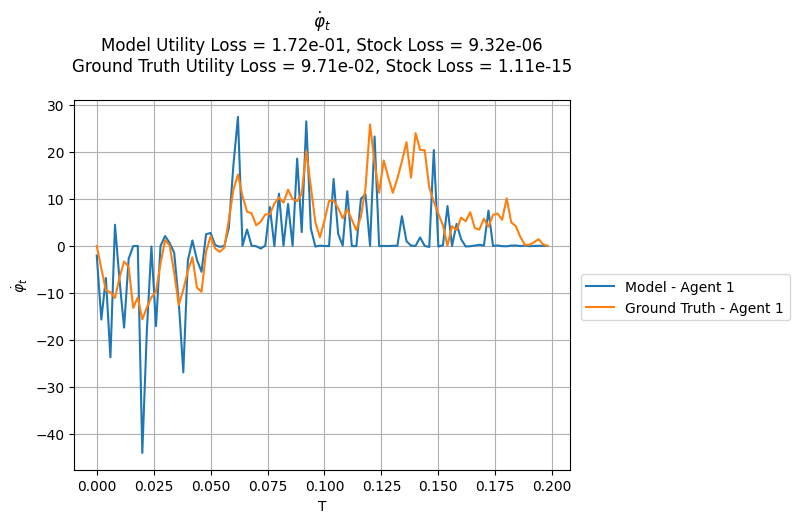 φ̇ₜ
Model Utility Loss = 1.72e-01, Stock Loss = 9.32e-06
Ground Truth Utility Loss = 9.71e-02, Stock Loss = 1.11e-15
30
20
10
0
−10
−20
−30
−40
φ̇ₜ
0.000 0.025 0.050 0.075 0.100 0.125 0.150 0.175 0.200
T
Model - Agent 1
Ground Truth - Agent 1